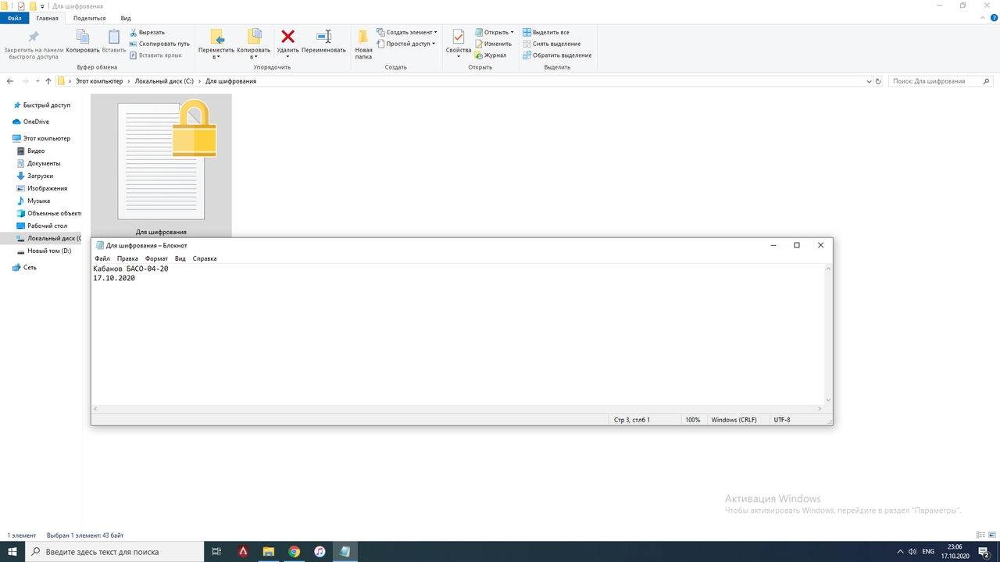 Для шифрования
Файл Главная Поделиться Вид
Закрепить на панели быстрого доступа
Копировать
Вставить
Вырезать
Скопировать путь
Вставить ярлык
Буфер обмена
Переместить в
Копировать в
Удалить
Переименовать
Упорядочить
Новая папка
Создать элемент
Простой доступ
Создать
Свойства
Открыть
Изменить
Журнал
Открыть
Выделить все
Снять выделение
Обратить выделение
Выделить
Этот компьютер > Локальный диск (C:) > Для шифрования
Поиск: Для шифрования
Быстрый доступ
OneDrive
Этот компьютер
Видео
Документы
Загрузки
Изображения
Музыка
Объемные объект
Рабочий стол
Локальный диск (C
Новый том (D:)
Сеть
Для шифрования
Для шифрования – Блокнот
Файл Правка Формат Вид Справка
Кабанов БАСО-04-20
17.10.2020
Стр 3, стлб 1 100% Windows (CRLF) UTF-8
Активация Windows
Чтобы активировать Windows, перейдите в раздел "Параметры".
1 элемент Выбран 1 элемент: 43 байт
Введите здесь текст для поиска
ENG
23:06
17.10.2020
2